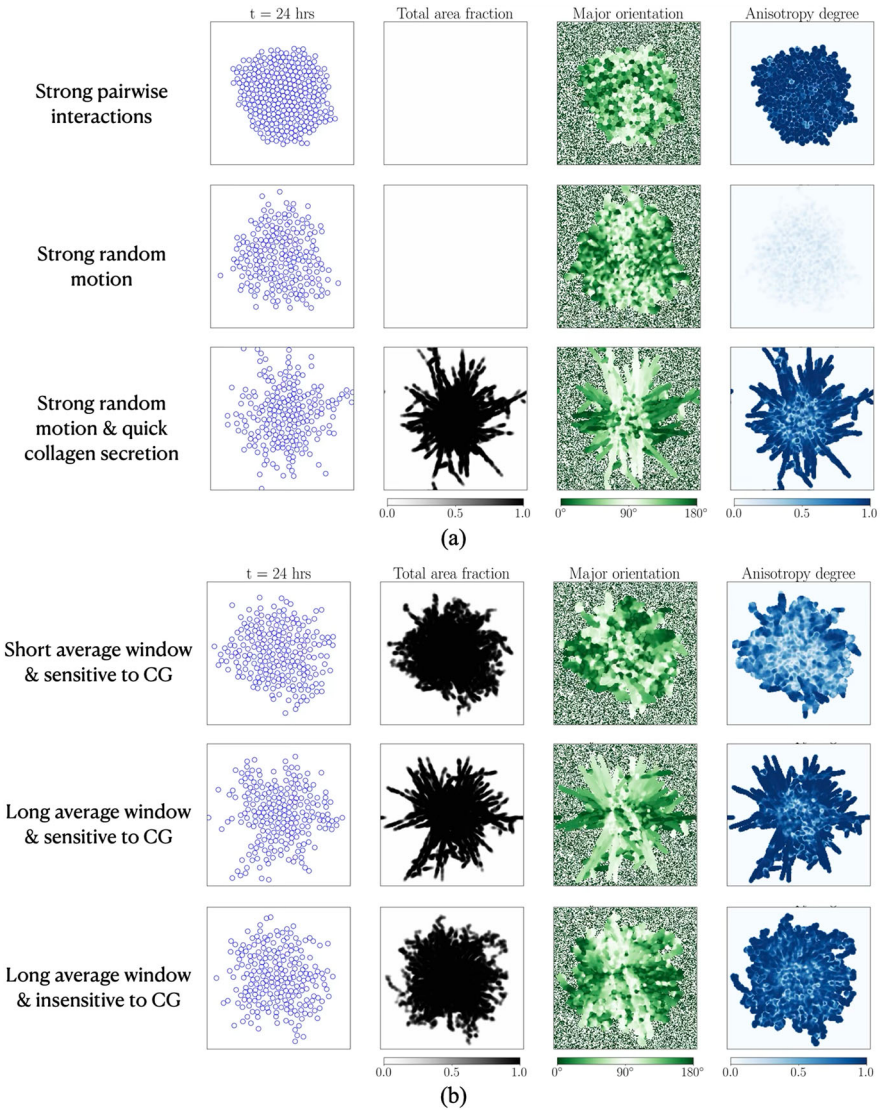 t = 24 hrs
Total area fraction
Major orientation
Anisotropy degree
Strong pairwise
interactions
Strong random
motion
Strong random
motion & quick
collagen secretion
0.0 0.5 1.0
0° 90° 180°
0.0 0.5 1.0
(a)
t = 24 hrs
Total area fraction
Major orientation
Anisotropy degree
Short average window
& sensitive to CG
Long average window
& sensitive to CG
Long average window
& insensitive to CG
0.0 0.5 1.0
0° 90° 180°
0.0 0.5 1.0
(b)